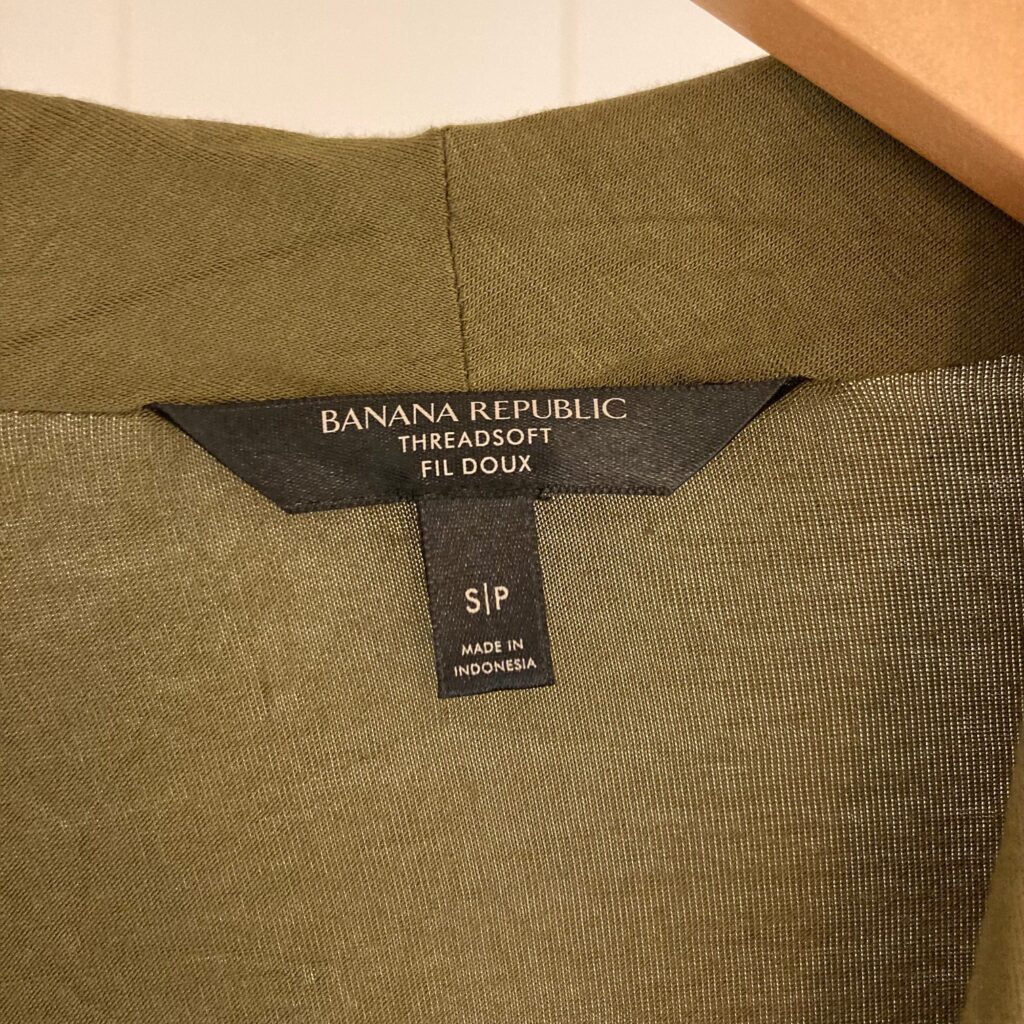 BANANA REPUBLIC
THREADSOFT
FIL DOUX
S|P
MADE IN
INDONESIA